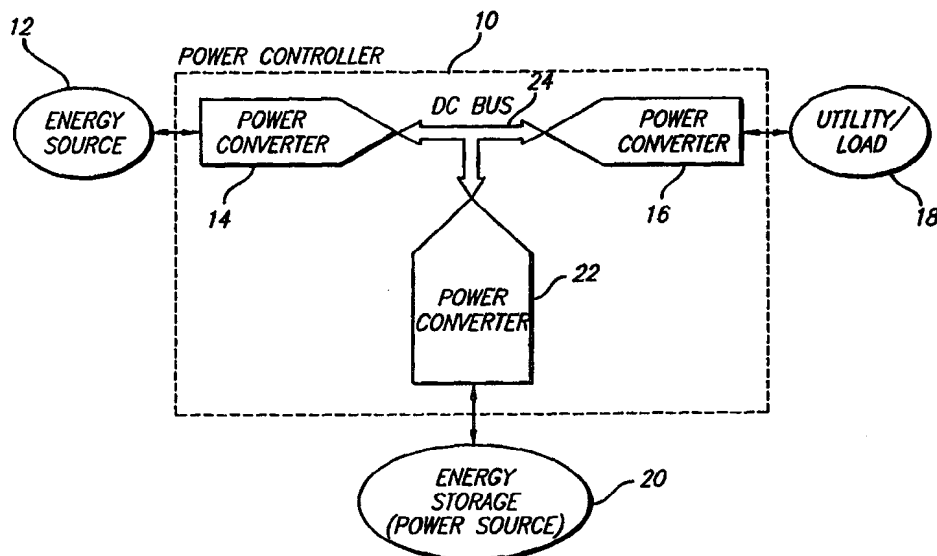 12
10
POWER CONTROLLER
24
DC BUS
ENERGY
SOURCE
POWER
CONVERTER
POWER
CONVERTER
UTILITY/
LOAD
14
16
18
22
POWER
CONVERTER
ENERGY
STORAGE
(POWER SOURCE)
20